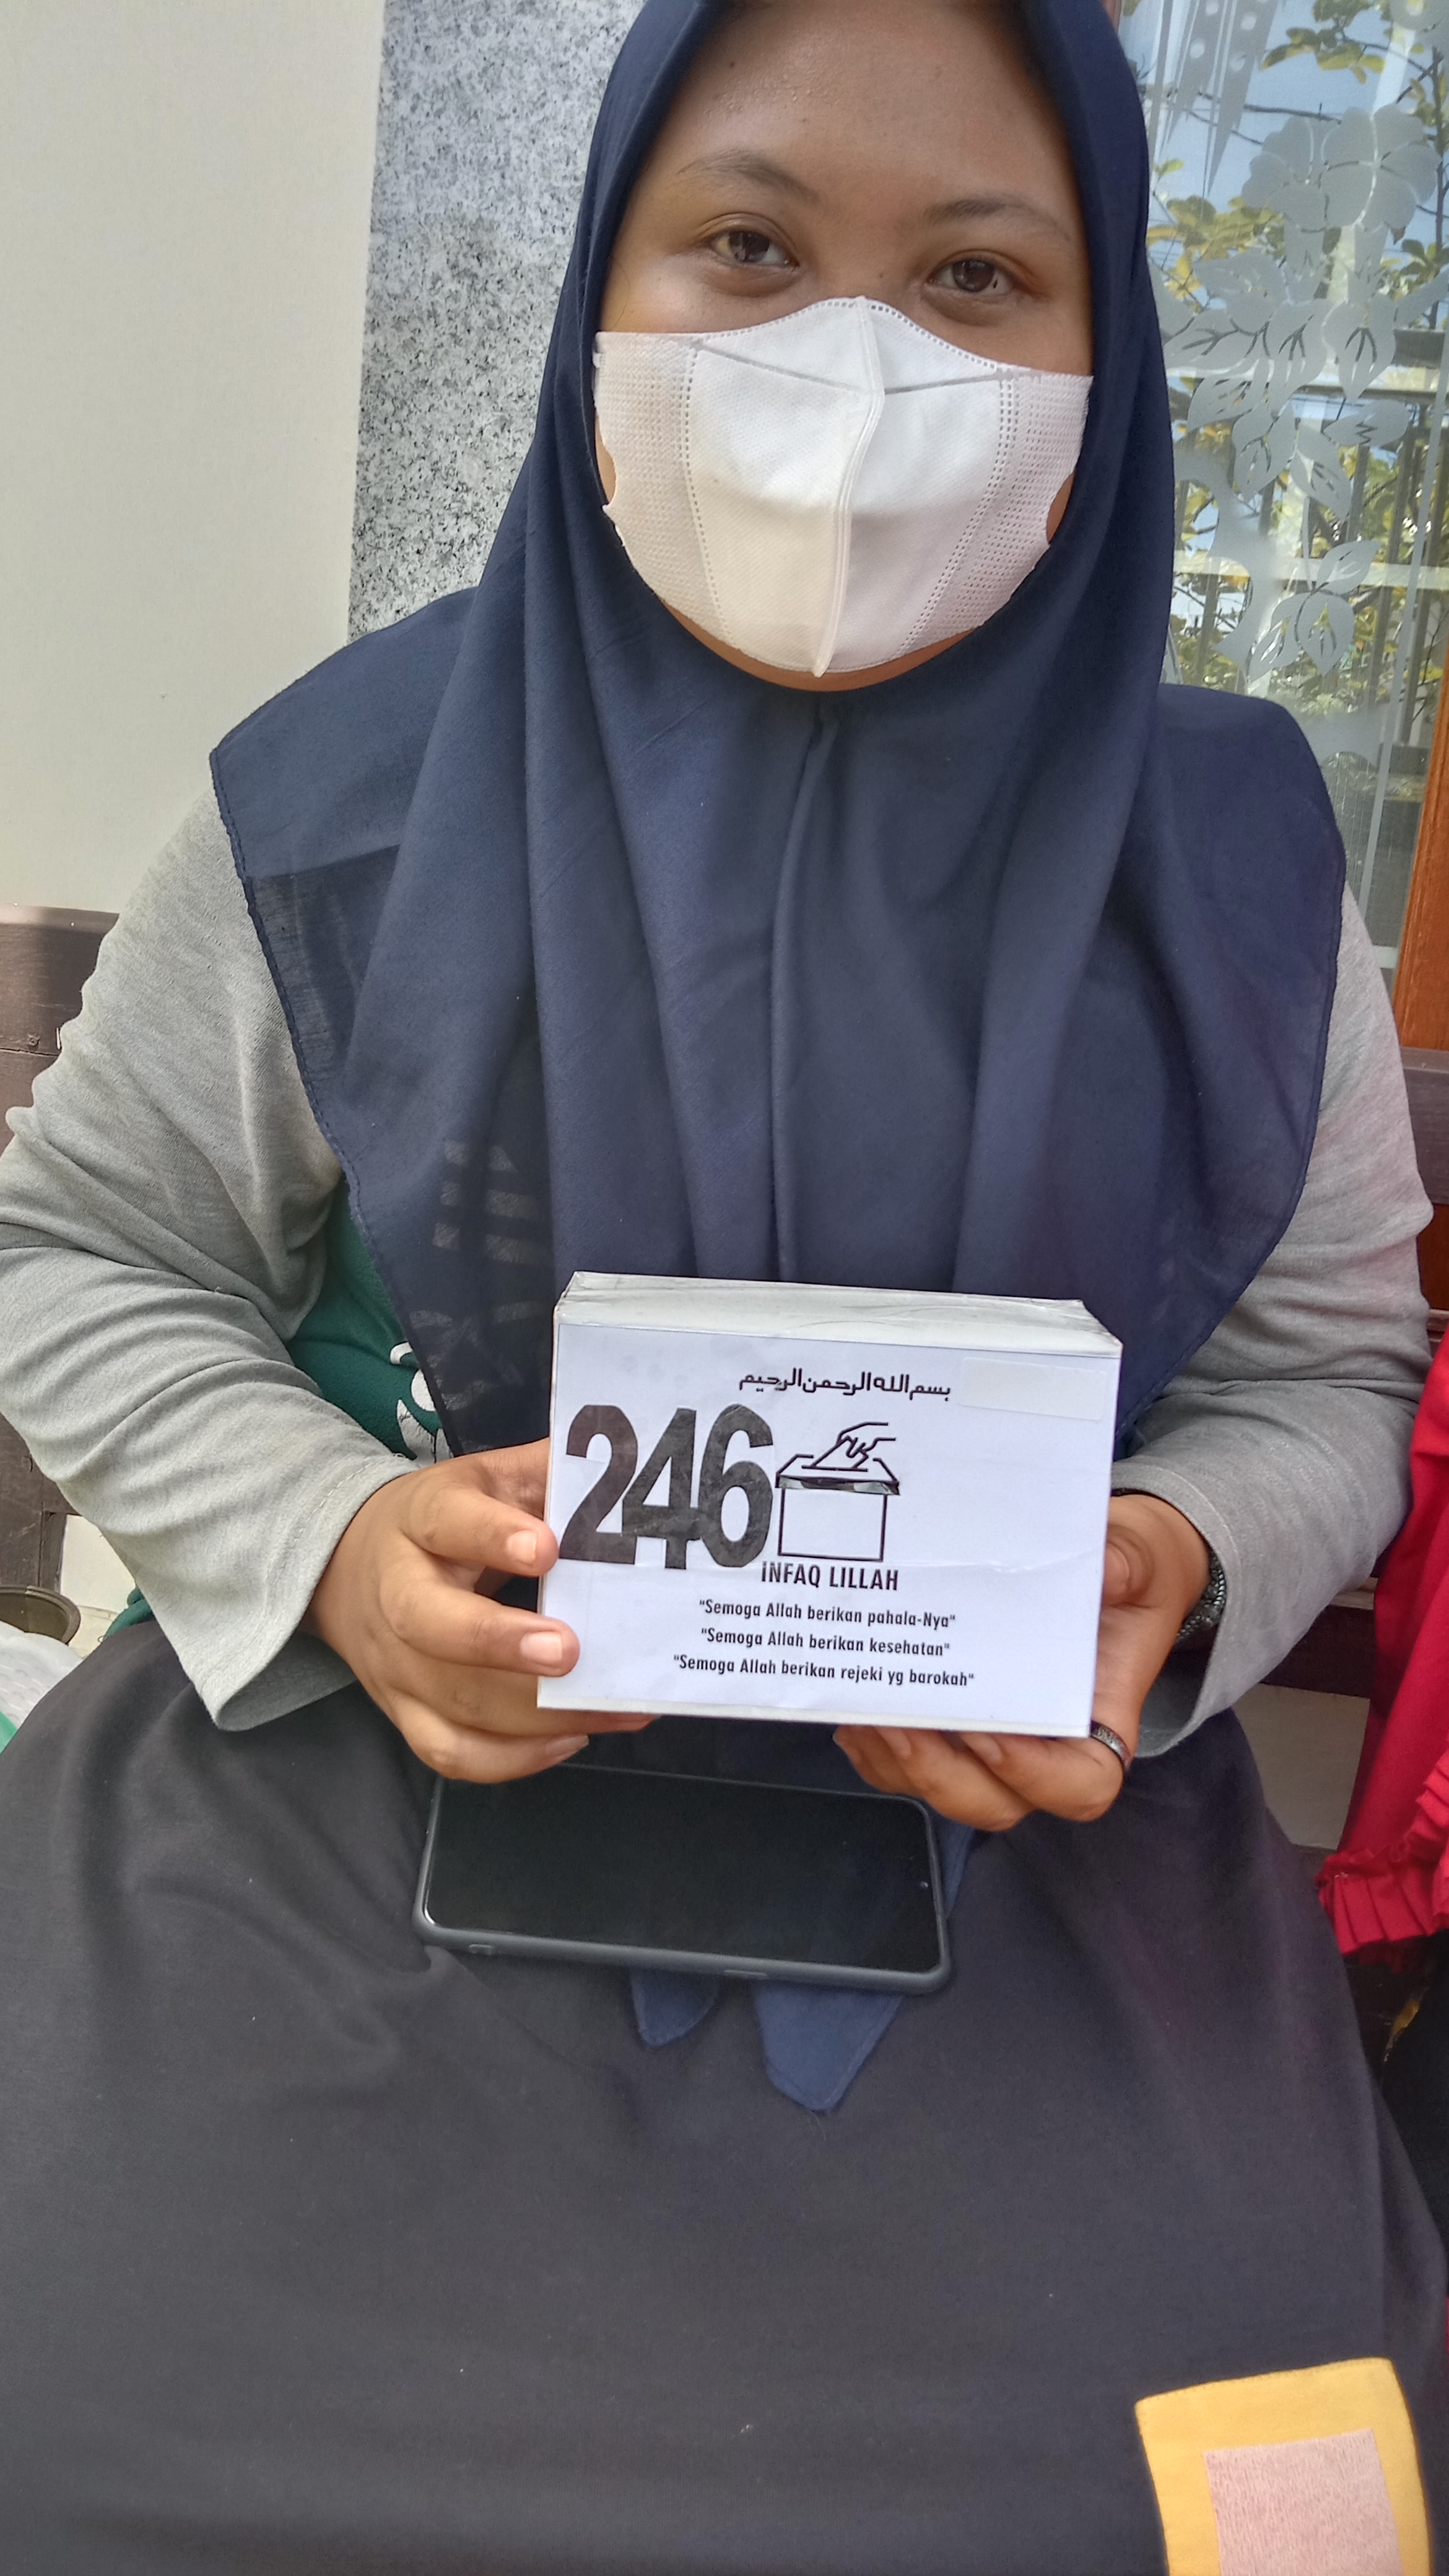 بسم الله الرحمن الرحيم
246
INFAQ LILLAH
"Semoga Allah berikan pahala-Nya"
"Semoga Allah berikan kesehatan"
"Semoga Allah berikan rejeki yg barokah"